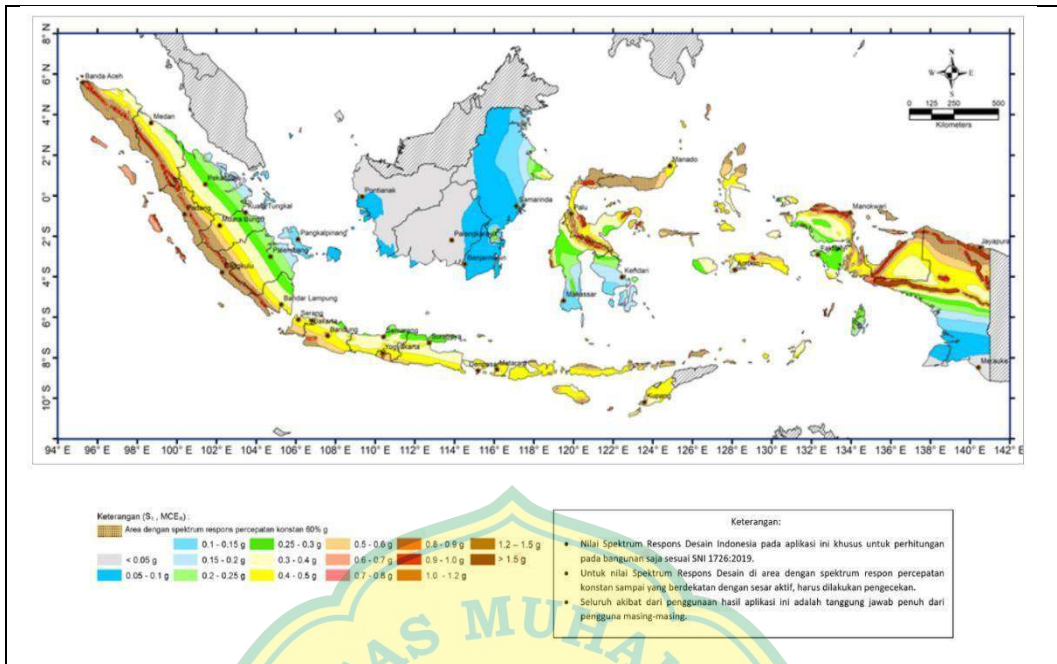 8° N
6° N
4° N
2° N
0°
2° S
4° S
6° S
8° S
10° S
Banda Aceh
Medan
Padang
Muara Bungo
Palembang
Bandar Lampung
Pangkalpinang
Serang
Bandung
Yogyakarta
Surabaya
Mataram
Kupang
Pontianak
Samarinda
Makassar
Kendari
Palu
Manado
Manokwari
Jayapura
Merauke
N
W
E
S
0 125 250 500
Kilometers
94° E 96° E 98° E 100° E 102° E 104° E 106° E 108° E 110° E 112° E 114° E 116° E 118° E 120° E 122° E 124° E 126° E 128° E 130° E 132° E 134° E 136° E 138° E 140° E 142° E
Keterangan (S₁ , MCEᵣ) :
Area dengan spektrum respons percepatan konstan 60% g
0.1 - 0.15 g 0.25 - 0.3 g 0.5 - 0.6 g 0.8 - 0.9 g 1.2 – 1.5 g
< 0.05 g 0.15 - 0.2 g 0.3 - 0.4 g 0.6 - 0.7 g 0.9 - 1.0g > 1.5 g
0.05 - 0.1 g 0.2 - 0.25 g 0.4 - 0.5 g 0.7 - 0.8 g 1.0 - 1.2 g
Keterangan:
• Nilai Spektrum Respons Desain Indonesia pada aplikasi ini khusus untuk perhitungan
pada bangunan saja sesuai SNI 1726:2019.
• Untuk nilai Spektrum Respons Desain di area dengan spektrum respon percepatan
konstan sampai yang berdekatan dengan sesar aktif, harus dilakukan pengecekan.
• Seluruh akibat dari penggunaan hasil aplikasi ini adalah tanggung jawab penuh dari
pengguna masing-masing.
AS MUHA